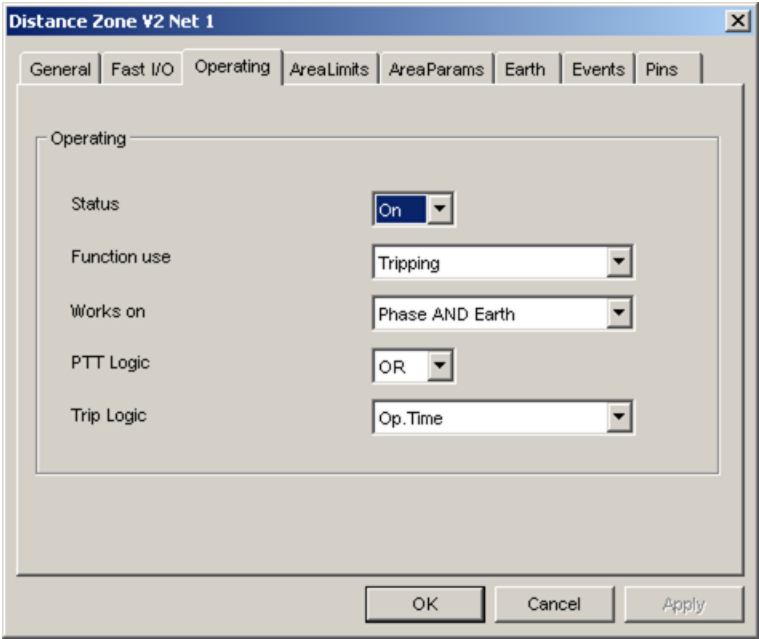 Distance Zone V2 Net 1
General Fast I/O Operating AreaLimits AreaParams Earth Events Pins
Operating
Status On
Function use Tripping
Works on Phase AND Earth
PTT Logic OR
Trip Logic Op.Time
OK Cancel Apply